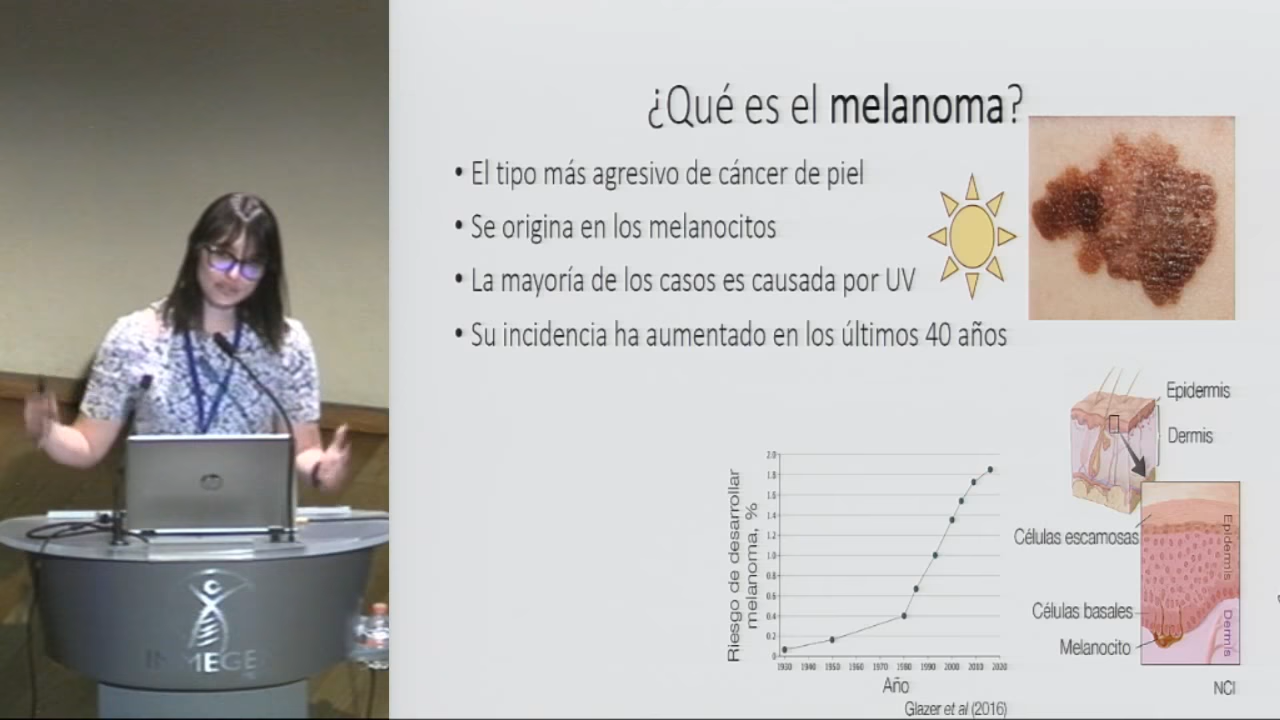 ¿Qué es el melanoma?
• El tipo más agresivo de cáncer de piel
• Se origina en los melanocitos
• La mayoría de los casos es causada por UV
• Su incidencia ha aumentado en los últimos 40 años
Epidermis
Dermis
Células escamosas
Epidermis
Células basales
Dermis
Melanocito
NCI
Riesgo de desarrollar
melanoma, %
2.0
1.8
1.6
1.4
1.2
1.0
0.8
0.6
0.4
0.2
0
1930 1940 1950 1960 1970 1980 1990 2000 2010 2020
Año
Glazer et al (2016)
hp
INMEGE